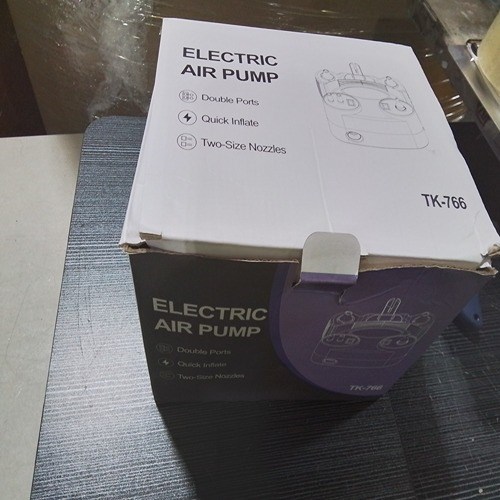 ELECTRIC
AIR PUMP
Double Ports
Quick Inflate
Two-Size Nozzles
TK-766
ELECTRIC
AIR PUMP
Double Ports
Quick Inflate
Two-Size Nozzles
TK-766